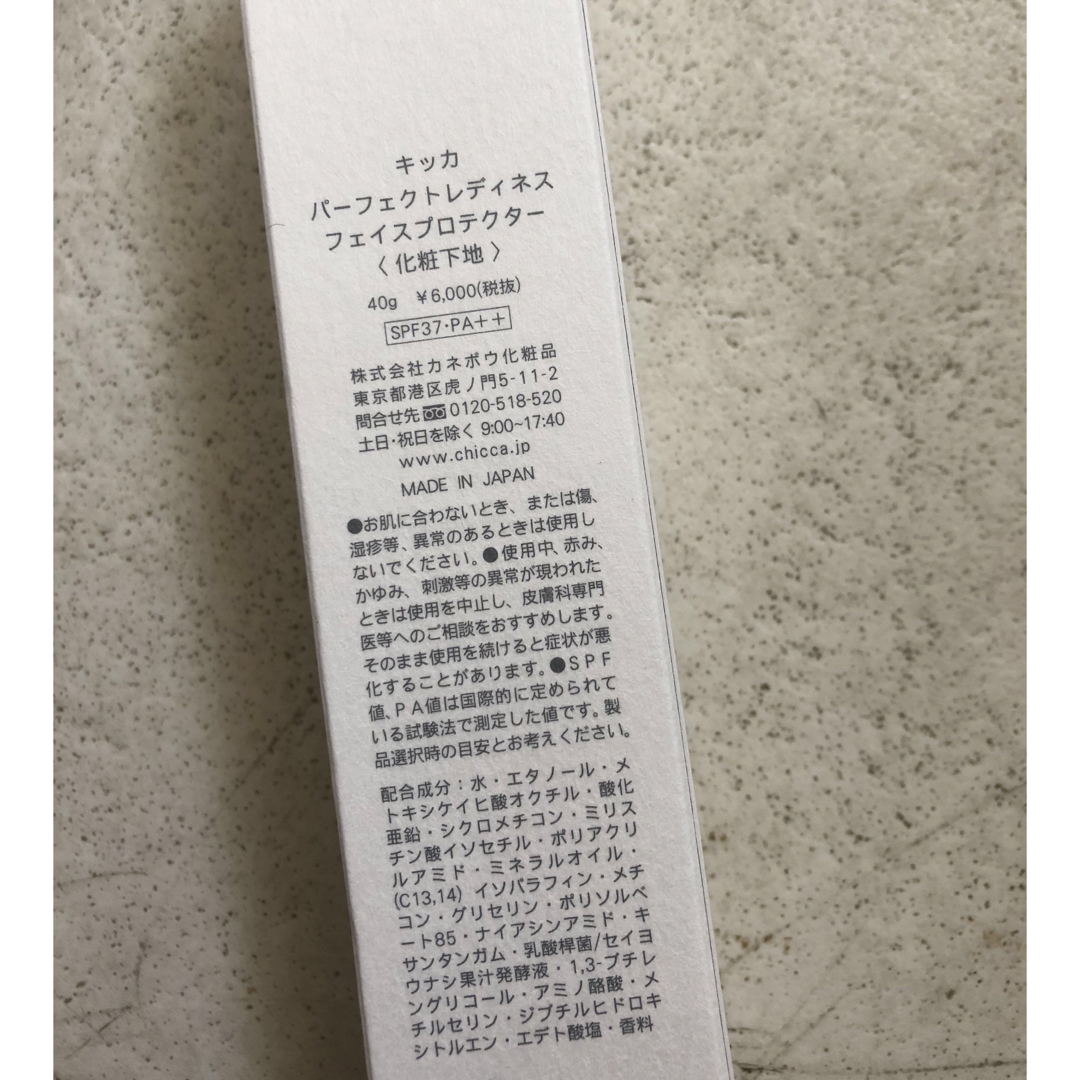 キッカ
パーフェクトレディネス
フェイスプロテクター
〈 化粧下地 〉
40g ¥6,000(税抜)
SPF37・PA++
株式会社カネボウ化粧品
東京都港区虎ノ門5-11-2
問合せ先 0120-518-520
土日・祝日を除く 9:00~17:40
www.chicca.jp
MADE IN JAPAN
●お肌に合わないとき、または傷、
湿疹等、異常のあるときは使用し
ないでください。●使用中、赤み、
かゆみ、刺激等の異常が現われた
ときは使用を中止し、皮膚科専門
医等へのご相談をおすすめします。
そのまま使用を続けると症状が悪
化することがあります。●SPF
値、PA値は国際的に定められて
いる試験法で測定した値です。製
品選択時の目安とお考えください。
配合成分：水・エタノール・メ
トキシケイヒ酸オクチル・酸化
亜鉛・シクロメチコン・ミリス
チン酸イソセチル・ポリアクリ
ルアミド・ミネラルオイル・
(C13,14) イソパラフィン・メチ
コン・グリセリン・ポリソルベ
ート85・ナイアシンアミド・キ
サンタンガム・乳酸桿菌/セイヨ
ウナシ果汁発酵液・1,3-ブチレ
ングリコール・アミノ酪酸・メ
チルセリン・ジブチルヒドロキ
シトルエン・エデト酸塩・香料